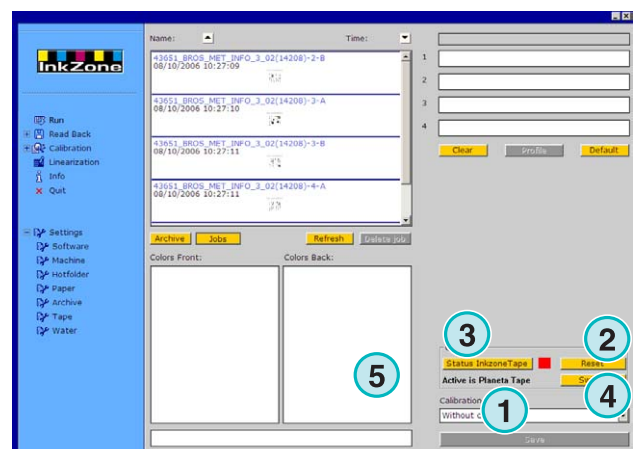 InkZone
Run
Read Back
Calibration
Linearization
Info
Quit
Settings
Software
Machine
Hotfolder
Paper
Archive
Tape
Water
Name:
Time:
43651_BROS_MET_INFO_3_02(14208)-2-B
08/10/2006 10:27:09
43651_BROS_MET_INFO_3_02(14208)-3-A
08/10/2006 10:27:10
43651_BROS_MET_INFO_3_02(14208)-3-B
08/10/2006 10:27:11
43651_BROS_MET_INFO_3_02(14208)-4-A
08/10/2006 10:27:11
Archive
Jobs
Refresh
Delete job
Colors Front:
Colors Back:
5
1
2
3
4
Clear
Profile
Default
3
2
Status InkzoneTape
Reset
Active is Planeta Tape
4
Calibration
1
Without
Save